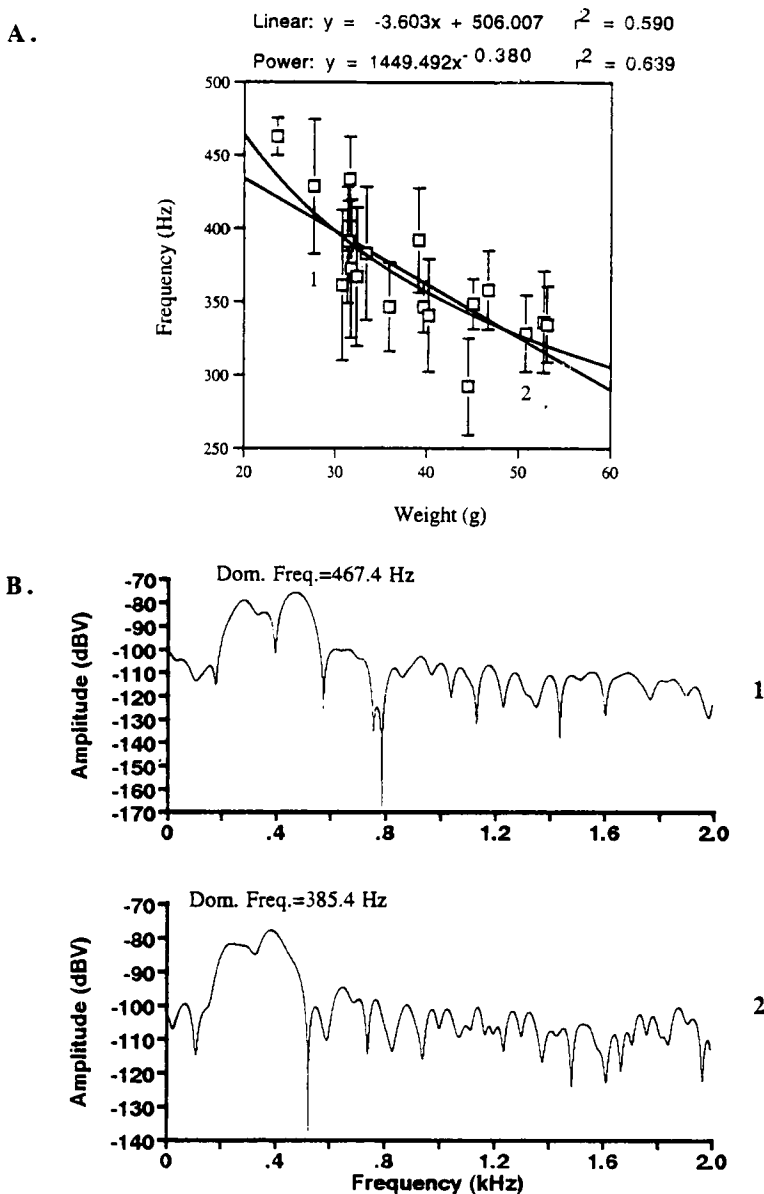 A.
Linear: y = -3.603x + 506.007 r2 = 0.590
Power: y = 1449.492x- 0.380 r2 = 0.639
500
450
400
350
300
250
Frequency (Hz)
1
2
20 30 40 50 60
Weight (g)
B.
Dom. Freq.=467.4 Hz
-70
-80
-90
-100
-110
-120
-130
-140
-150
-160
-170
Amplitude (dBV)
1
0 .4 .8 1.2 1.6 2.0
Dom. Freq.=385.4 Hz
-70
-80
-90
-100
-110
-120
-130
-140
Amplitude (dBV)
2
0 .4 .8 1.2 1.6 2.0
Frequency (kHz)